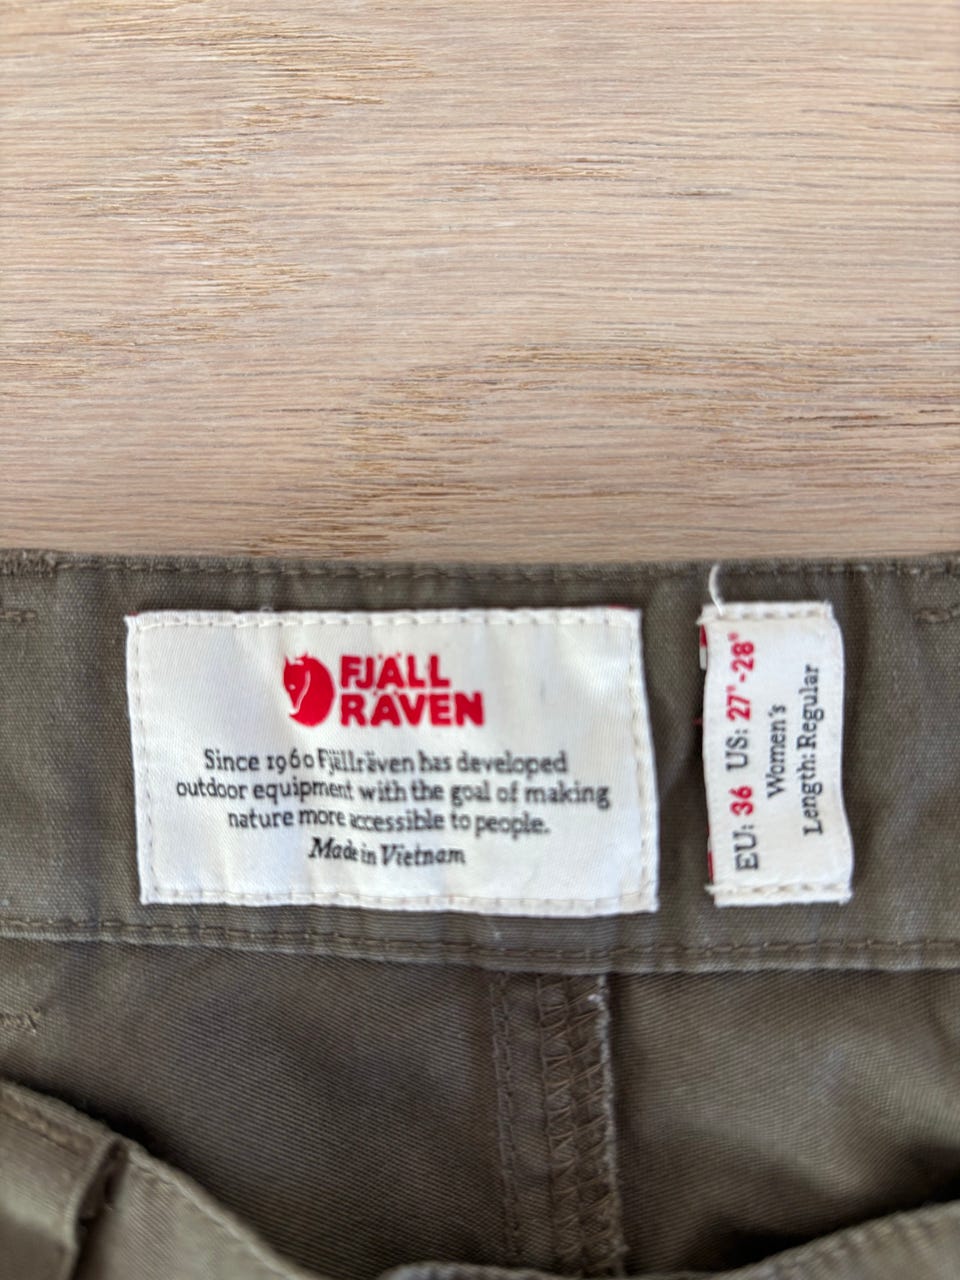 FJÄLL
RÄVEN
Since 1960 Fjällräven has developed
outdoor equipment with the goal of making
nature more accessible to people.
Made in Vietnam
EU: 36 US: 27"-28"
Women's
Length: Regular